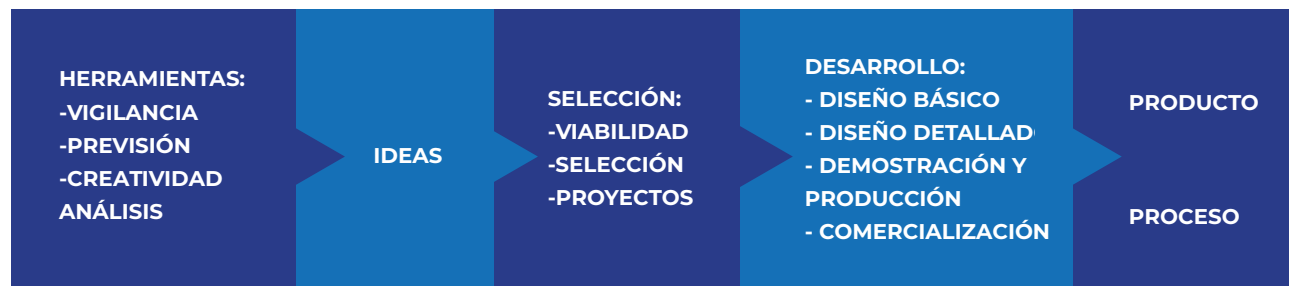 HERRAMIENTAS:
-VIGILANCIA
-PREVISIÓN
-CREATIVIDAD
ANÁLISIS
IDEAS
SELECCIÓN:
-VIABILIDAD
-SELECCIÓN
-PROYECTOS
DESARROLLO:
- DISEÑO BÁSICO
- DISEÑO DETALLAD
- DEMOSTRACIÓN Y
PRODUCCIÓN
- COMERCIALIZACIÓN
PRODUCTO
PROCESO